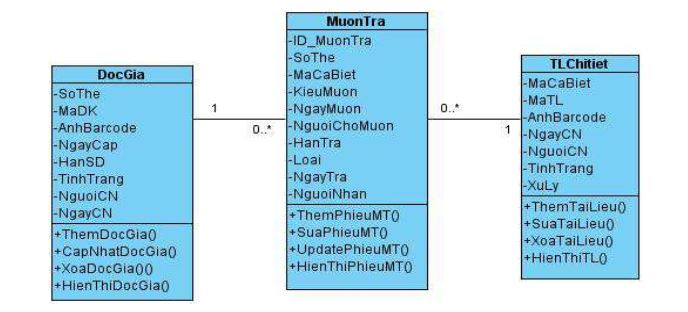 DocGia
-SoThe
-MaDK
-AnhBarcode
-NgayCap
-HanSD
-TinhTrang
-NguoiCN
-NgayCN
+ThemDocGia()
+CapNhatDocGia()
+XoaDocGia()()
+HienThiDocGia()
1
0..*
MuonTra
-ID_MuonTra
-SoThe
-MaCaBiet
-KieuMuon
-NgayMuon
-NguoiChoMuon
-HanTra
-Loai
-NgayTra
-NguoiNhan
+ThemPhieuMT()
+SuaPhieuMT()
+UpdatePhieuMT()
+HienThiPhieuMT()
0..*
1
TLChitiet
-MaCaBiet
-MaTL
-AnhBarcode
-NgayCN
-NguoiCN
-TinhTrang
-XuLy
+ThemTaiLieu()
+SuaTaiLieu()
+XoaTaiLieu()
+HienThiTL()